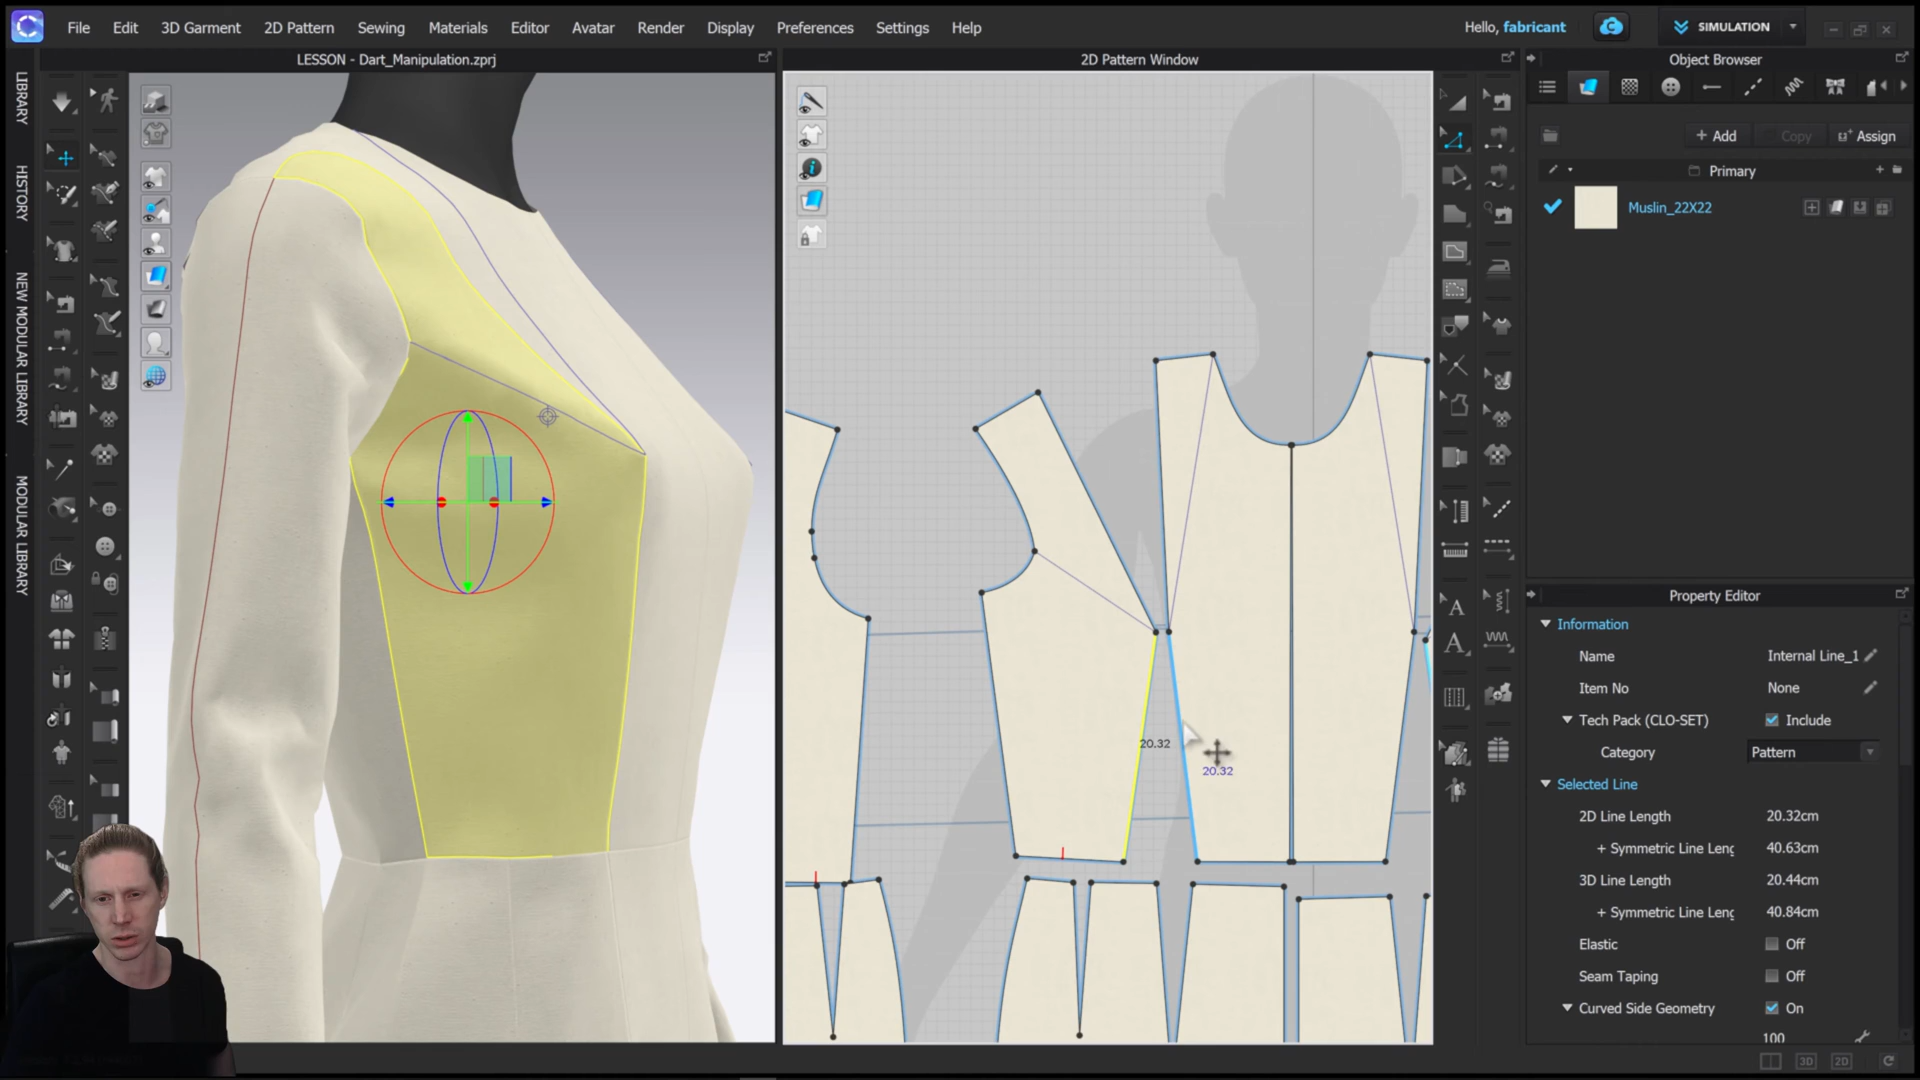 File Edit 3D Garment 2D Pattern Sewing Materials Editor Avatar Render Display Preferences Settings Help
Hello, fabricant
SIMULATION
LESSON - Dart_Manipulation.zprj
2D Pattern Window
Object Browser
LIBRARY
HISTORY
NEW MODULAR LIBRARY
MODULAR LIBRARY
+ Add Copy Assign
Primary
Muslin_22X22
20.32
20.32
A
A
Property Editor
Information
Name Internal Line_1
Item No None
Tech Pack (CLO-SET) Include
Category Pattern
Selected Line
2D Line Length 20.32cm
+ Symmetric Line Leng 40.63cm
3D Line Length 20.44cm
+ Symmetric Line Leng 40.84cm
Elastic Off
Seam Taping Off
Curved Side Geometry On
100
3D 2D